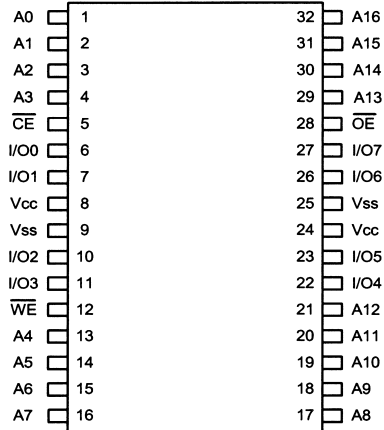 A0 1 32 A16
A1 2 31 A15
A2 3 30 A14
A3 4 29 A13
C̅E̅ 5 28 O̅E̅
I/O0 6 27 I/O7
I/O1 7 26 I/O6
Vcc 8 25 Vss
Vss 9 24 Vcc
I/O2 10 23 I/O5
I/O3 11 22 I/O4
W̅E̅ 12 21 A12
A4 13 20 A11
A5 14 19 A10
A6 15 18 A9
A7 16 17 A8